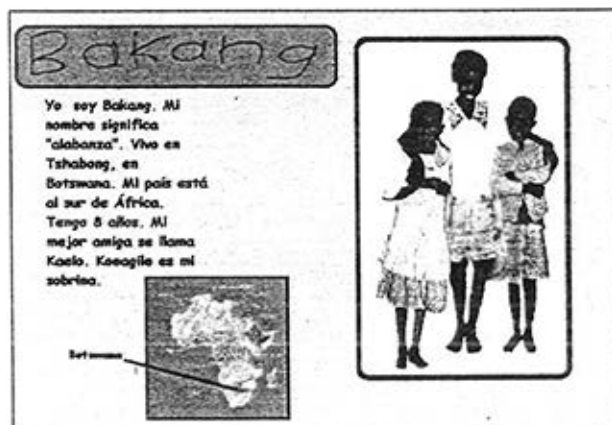 Bakang
Yo soy Bakang. Mi
nombre significa
"alabanza". Vivo en
Tshabong, en
Botswana. Mi país está
al sur de África.
Tengo 8 años. Mi
mejor amiga se llama
Kaelo. Koeagile es mi
sobrina.
Botswana